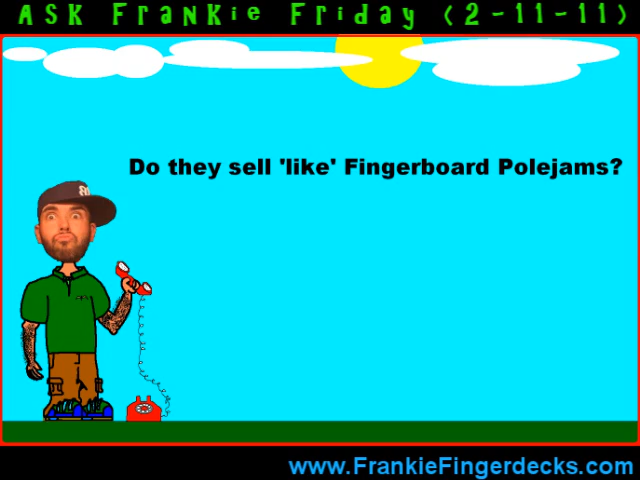 ASK FRANKiE FRidAY (2-11-11)
Do they sell 'like' Fingerboard Polejams?
www.FrankieFingerdecks.com